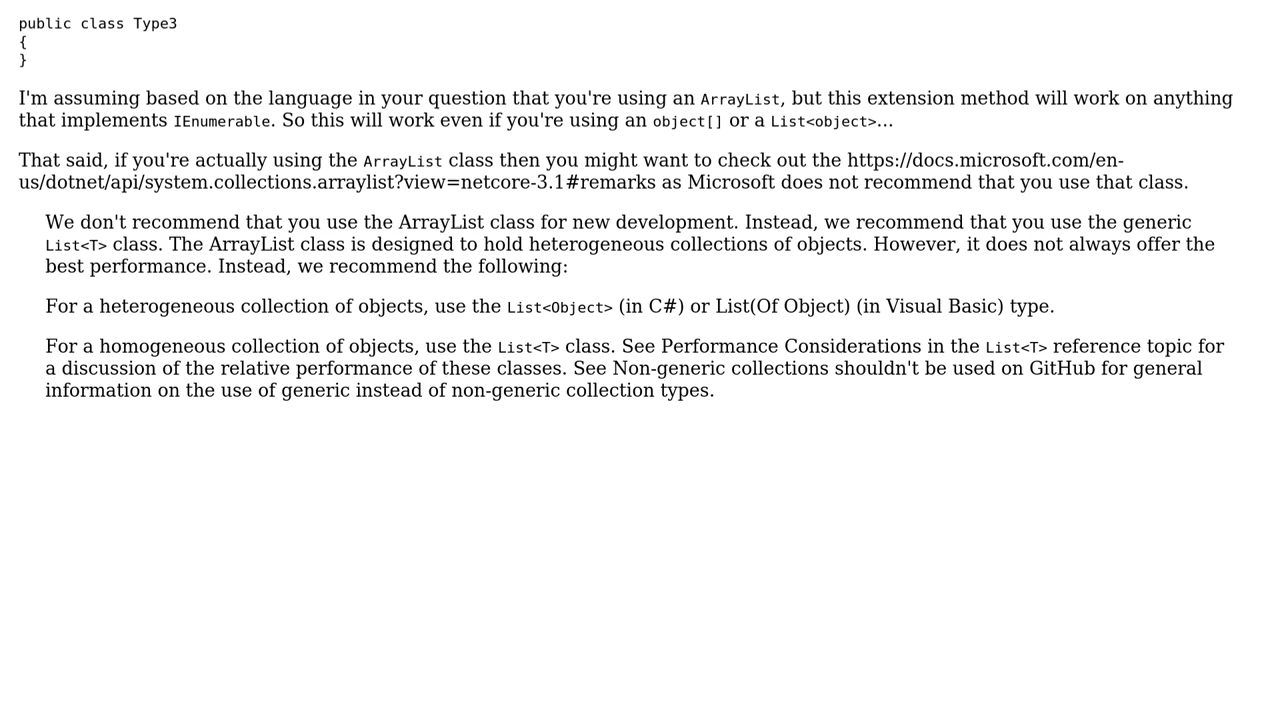 public class Type3
{
}
I'm assuming based on the language in your question that you're using an ArrayList, but this extension method will work on anything
that implements IEnumerable. So this will work even if you're using an object[] or a List<object>...
That said, if you're actually using the ArrayList class then you might want to check out the https://docs.microsoft.com/en-
us/dotnet/api/system.collections.arraylist?view=netcore-3.1#remarks as Microsoft does not recommend that you use that class.
We don't recommend that you use the ArrayList class for new development. Instead, we recommend that you use the generic
List<T> class. The ArrayList class is designed to hold heterogeneous collections of objects. However, it does not always offer the
best performance. Instead, we recommend the following:
For a heterogeneous collection of objects, use the List<Object> (in C#) or List(Of Object) (in Visual Basic) type.
For a homogeneous collection of objects, use the List<T> class. See Performance Considerations in the List<T> reference topic for
a discussion of the relative performance of these classes. See Non-generic collections shouldn't be used on GitHub for general
information on the use of generic instead of non-generic collection types.